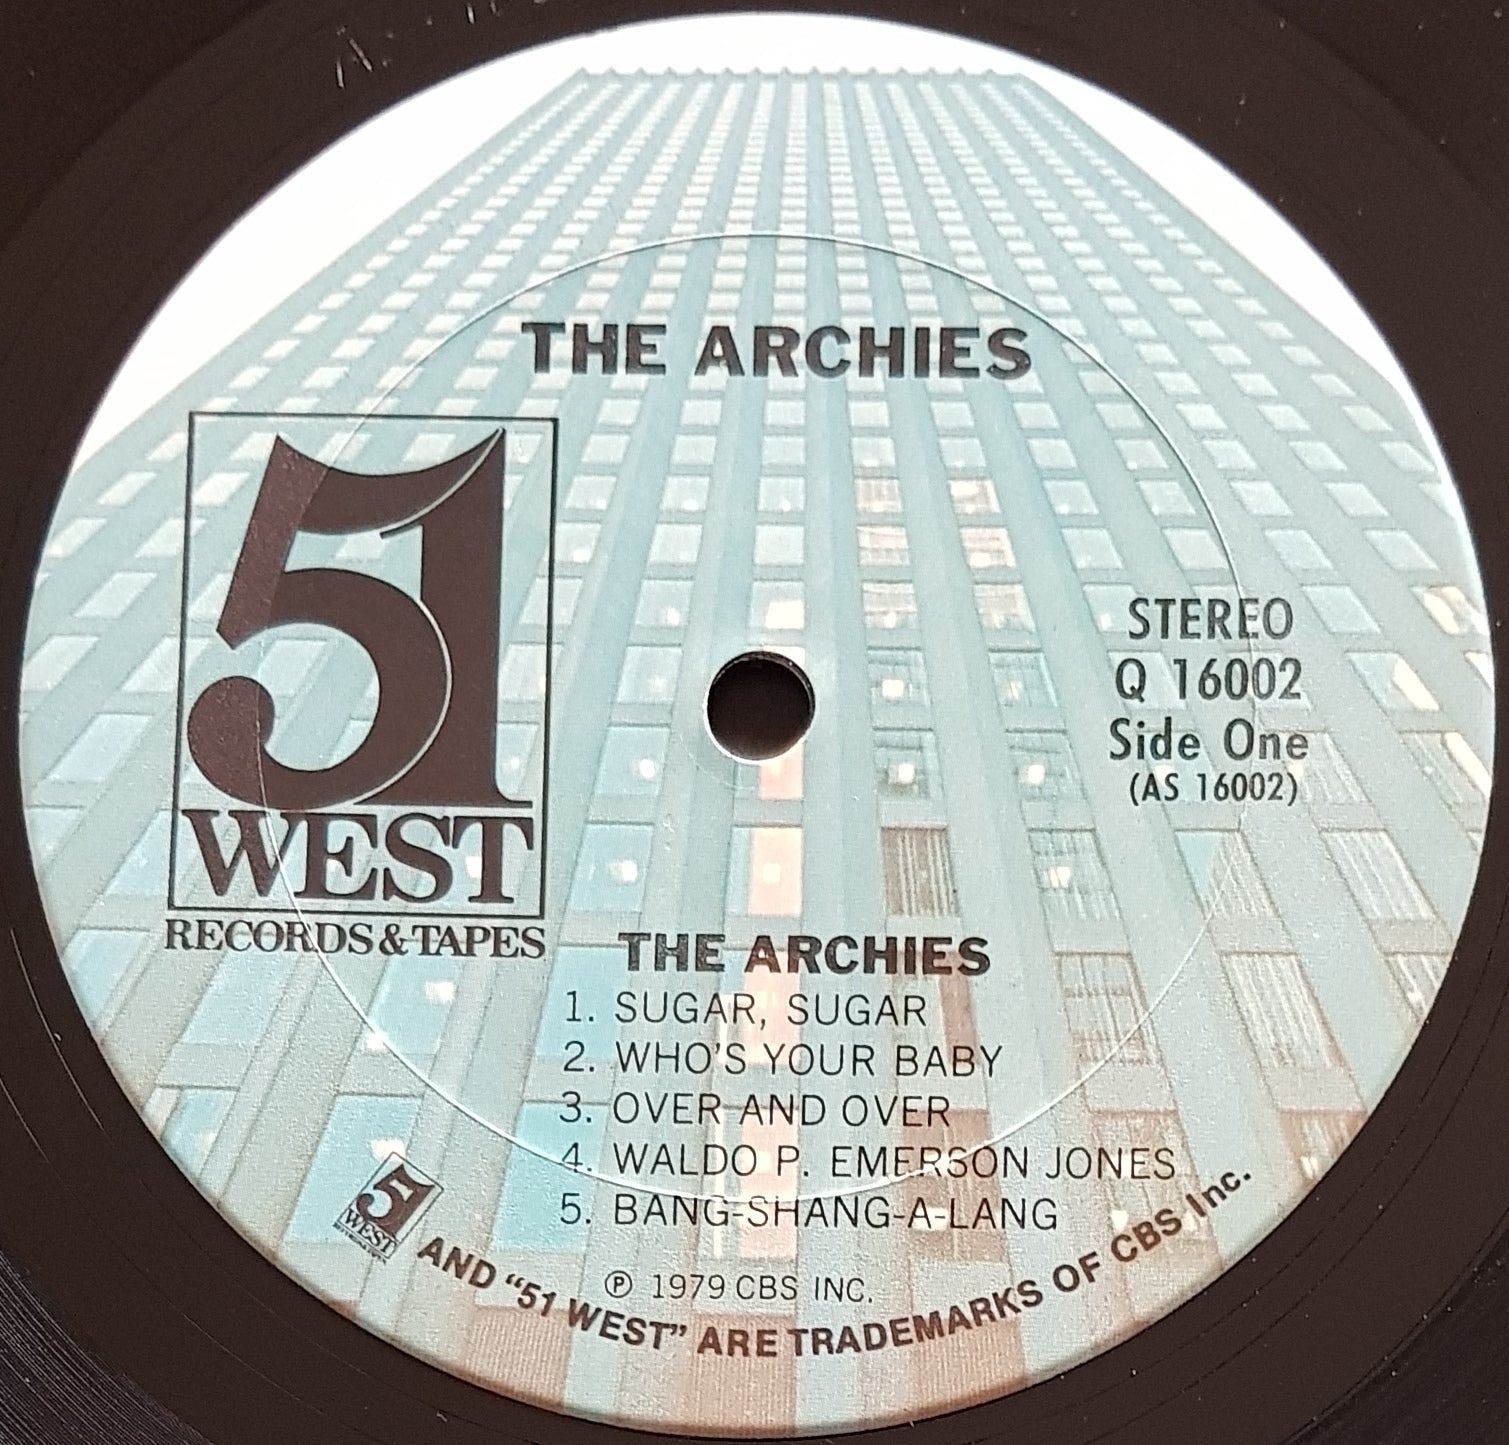 THE ARCHIES
51
WEST
RECORDS & TAPES
STEREO
Q 16002
Side One
(AS 16002)
THE ARCHIES
1. SUGAR, SUGAR
2. WHO'S YOUR BABY
3. OVER AND OVER
4. WALDO P. EMERSON JONES
5. BANG-SHANG-A-LANG
℗ 1979 CBS INC.
51 WEST AND "51 WEST" ARE TRADEMARKS OF CBS Inc.